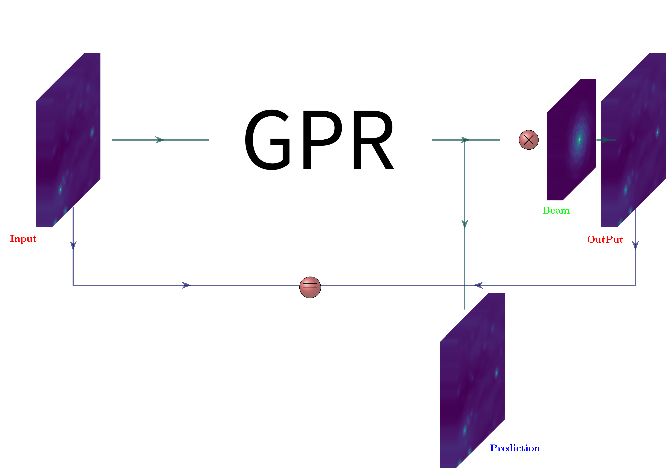 GPR
Beam
Input
OutPut
Prediction